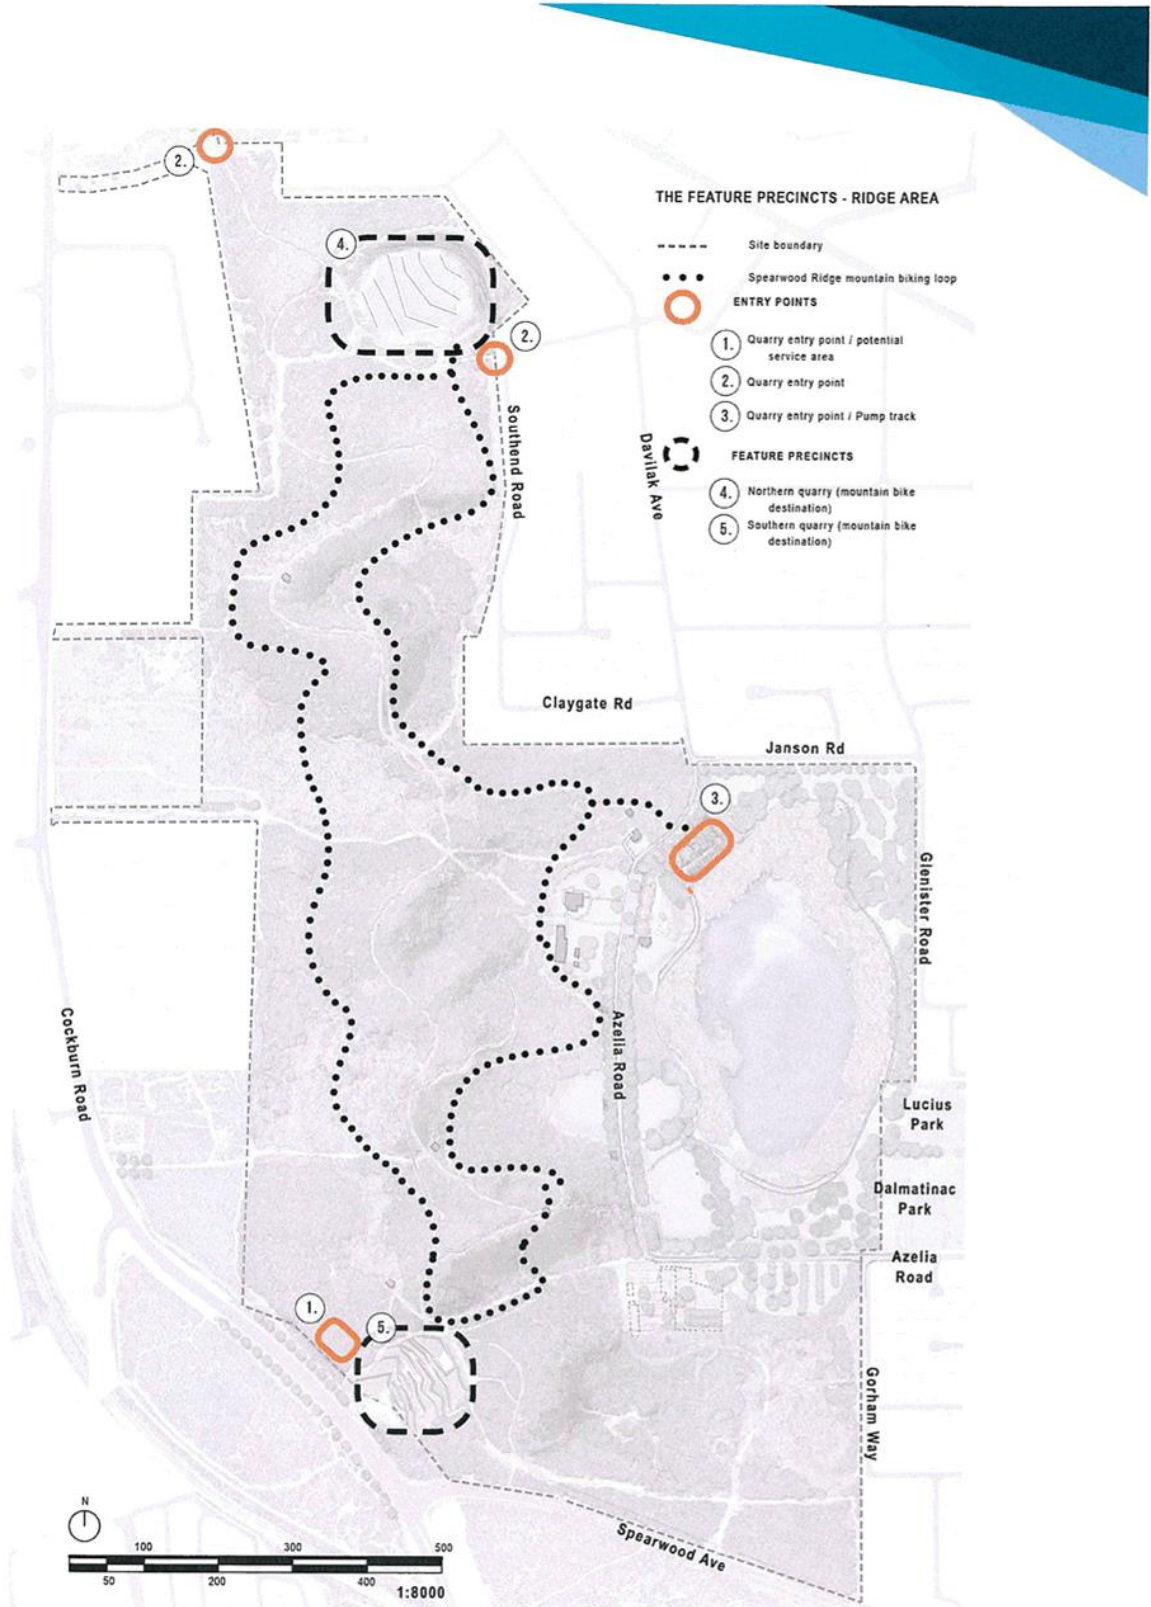 2.
4.
2.
THE FEATURE PRECINCTS - RIDGE AREA
Site boundary
Spearwood Ridge mountain biking loop
ENTRY POINTS
1. Quarry entry point / potential
service area
2. Quarry entry point
3. Quarry entry point / Pump track
FEATURE PRECINCTS
4. Northern quarry (mountain bike
destination)
5. Southern quarry (mountain bike
destination)
Southend Road
Davilak Ave
Claygate Rd
Janson Rd
3.
Glenister Road
Azelia Road
Cockburn Road
Lucius
Park
Dalmatinac
Park
Azelia
Road
1.
5.
Gorham Way
Spearwood Ave
N
100 300 500
50 200 400
1:8000